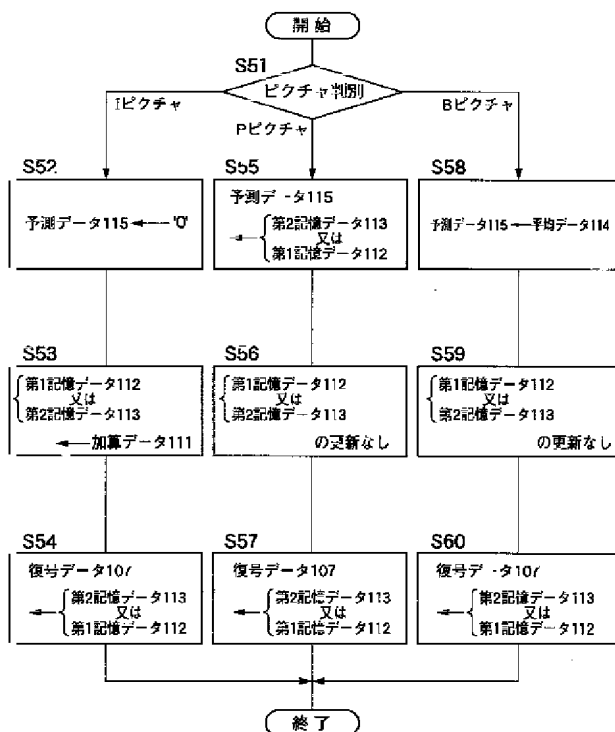 開始
S51
ピクチャ判別
Iピクチャ
Pピクチャ
Bピクチャ
S52
予測データ115 ← '0'
S55
予測データ115
← { 第2記憶データ113
又は
第1記憶データ112
S58
予測データ115 ← 平均データ114
S53
{ 第1記憶データ112
又は
第2記憶データ113
← 加算データ111
S56
{ 第1記憶データ112
又は
第2記憶データ113
の更新なし
S59
{ 第1記憶データ112
又は
第2記憶データ113
の更新なし
S54
復号データ107
← { 第2記憶データ113
又は
第1記憶データ112
S57
復号データ107
← { 第2記憶データ113
又は
第1記憶データ112
S60
復号データ107
← { 第2記憶データ113
又は
第1記憶データ112
終了